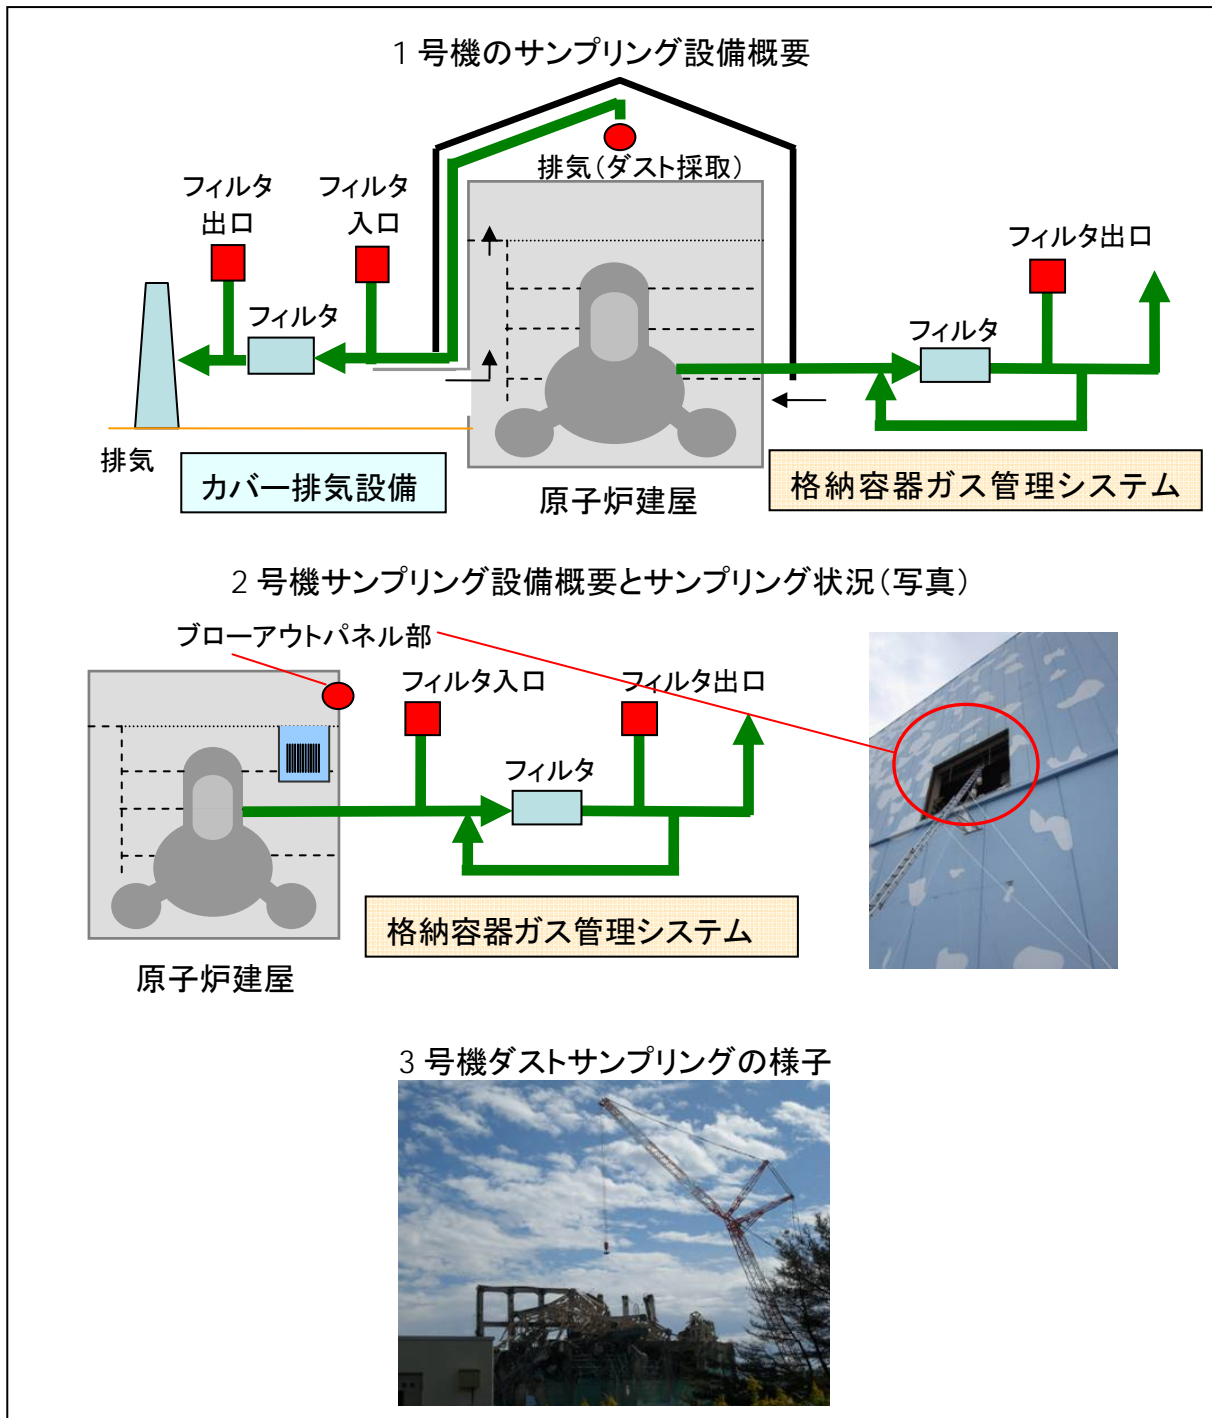 1 号機のサンプリング設備概要
排気(ダスト採取)
フィルタ
出口
フィルタ
入口
フィルタ出口
フィルタ
フィルタ
排気
カバー排気設備
原子炉建屋
格納容器ガス管理システム
2 号機サンプリング設備概要とサンプリング状況(写真)
ブローアウトパネル部
フィルタ入口
フィルタ出口
フィルタ
格納容器ガス管理システム
原子炉建屋
3 号機ダストサンプリングの様子